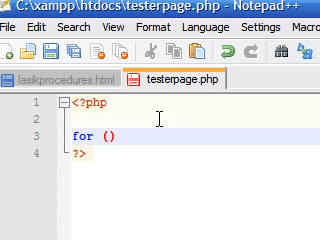 C:\xampp\htdocs\testerpage.php - Notepad++
File Edit Search View Format Language Settings Macro
lasikprocedures.html testerpage.php
1 <?php
2
3 for ()
4 ?>